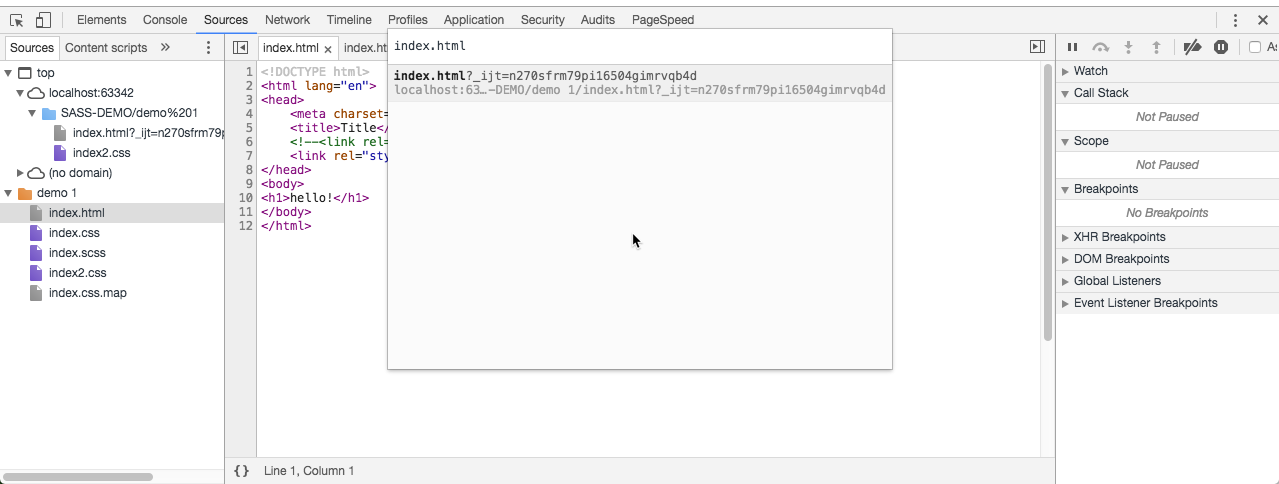 Elements Console Sources Network Timeline Profiles Application Security Audits PageSpeed
Sources Content scripts »
top
localhost:63342
SASS-DEMO/demo%201
index.html?_ijt=n270sfrm79p
index2.css
(no domain)
demo 1
index.html
index.css
index.scss
index2.css
index.css.map
index.html × index.ht
1 <!DOCTYPE html>
2 <html lang="en">
3 <head>
4 <meta charset=
5 <title>Title</
6 <!--<link rel=
7 <link rel="sty
8 </head>
9 <body>
10 <h1>hello!</h1>
11 </body>
12 </html>
{} Line 1, Column 1
index.html
index.html?_ijt=n270sfrm79pi16504gimrvqb4d
localhost:63…-DEMO/demo 1/index.html?_ijt=n270sfrm79pi16504gimrvqb4d
As
Watch
Call Stack
Not Paused
Scope
Not Paused
Breakpoints
No Breakpoints
XHR Breakpoints
DOM Breakpoints
Global Listeners
Event Listener Breakpoints